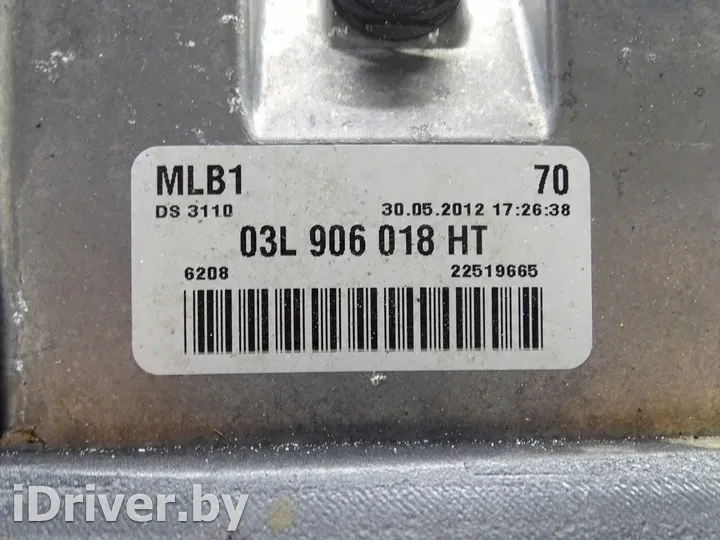 MLB1 70
DS 3110 30.05.2012 17:26:38
03L 906 018 HT
6208 22519665
iDriver.by